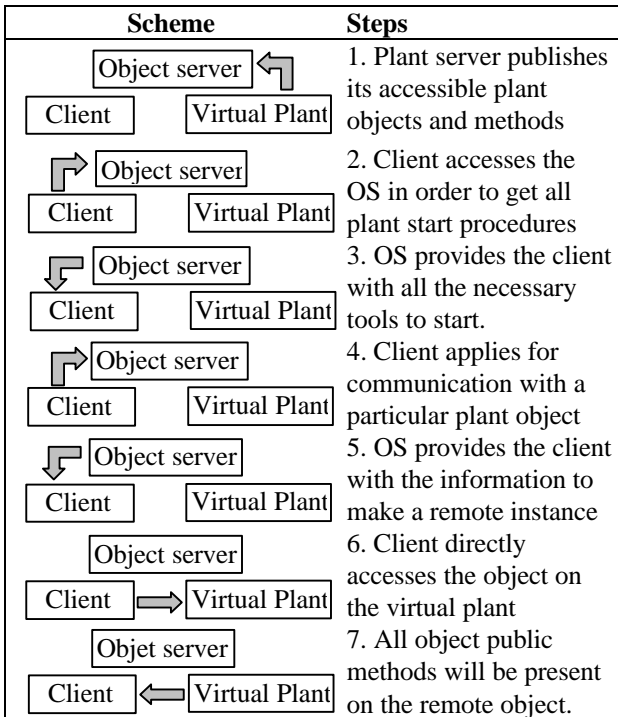 Scheme Steps
Object server
Client Virtual Plant
1. Plant server publishes
its accessible plant
objects and methods
Object server
Client Virtual Plant
2. Client accesses the
OS in order to get all
plant start procedures
Object server
Client Virtual Plant
3. OS provides the client
with all the necessary
tools to start.
Object server
Client Virtual Plant
4. Client applies for
communication with a
particular plant object
Object server
Client Virtual Plant
5. OS provides the client
with the information to
make a remote instance
Object server
Client Virtual Plant
6. Client directly
accesses the object on
the virtual plant
Objet server
Client Virtual Plant
7. All object public
methods will be present
on the remote object.